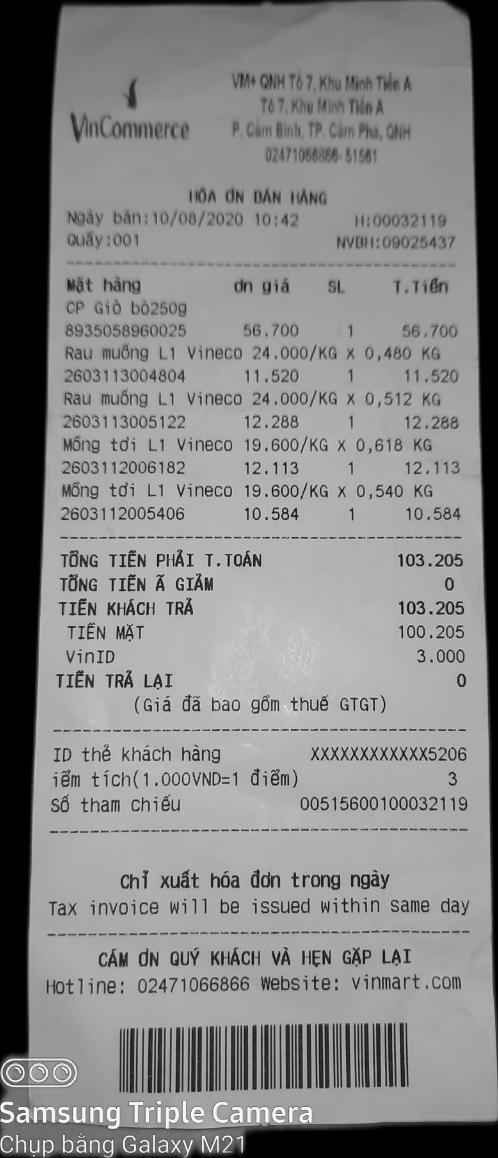 VinCommerce
VM+ QNH Tổ 7, Khu Minh Tiến A
Tổ 7, Khu Minh Tiến A
P. Cẩm Bình, TP. Cẩm Phả, QNH
02471066866- 51561
HÓA ƠN BÁN HÀNG
Ngày bán:10/08/2020 10:42 H:00032119
Quầy:001 NVBH:09025437
Mặt hàng ơn giá SL T.Tiền
CP Giò bò250g
8935058960025 56.700 1 56.700
Rau muống L1 Vineco 24.000/KG X 0,480 KG
2603113004804 11.520 1 11.520
Rau muống L1 Vineco 24.000/KG X 0,512 KG
2603113005122 12.288 1 12.288
Mồng tơi L1 Vineco 19.600/KG X 0,618 KG
2603112006182 12.113 1 12.113
Mồng tơi L1 Vineco 19.600/KG X 0,540 KG
2603112005406 10.584 1 10.584
TỔNG TIỀN PHẢI T.TOÁN 103.205
TỔNG TIỀN Ã GIẢM 0
TIỀN KHÁCH TRẢ 103.205
TIỀN MẶT 100.205
VinID 3.000
TIỀN TRẢ LẠI 0
(Giá đã bao gồm thuế GTGT)
ID thẻ khách hàng XXXXXXXXXXXX5206
iểm tích(1.000VND=1 điểm) 3
Số tham chiếu 00515600100032119
Chỉ xuất hóa đơn trong ngày
Tax invoice will be issued within same day
CÁM ƠN QUÝ KHÁCH VÀ HẸN GẶP LẠI
Hotline: 02471066866 Website: vinmart.com
Samsung Triple Camera
Chụp bằng Galaxy M21